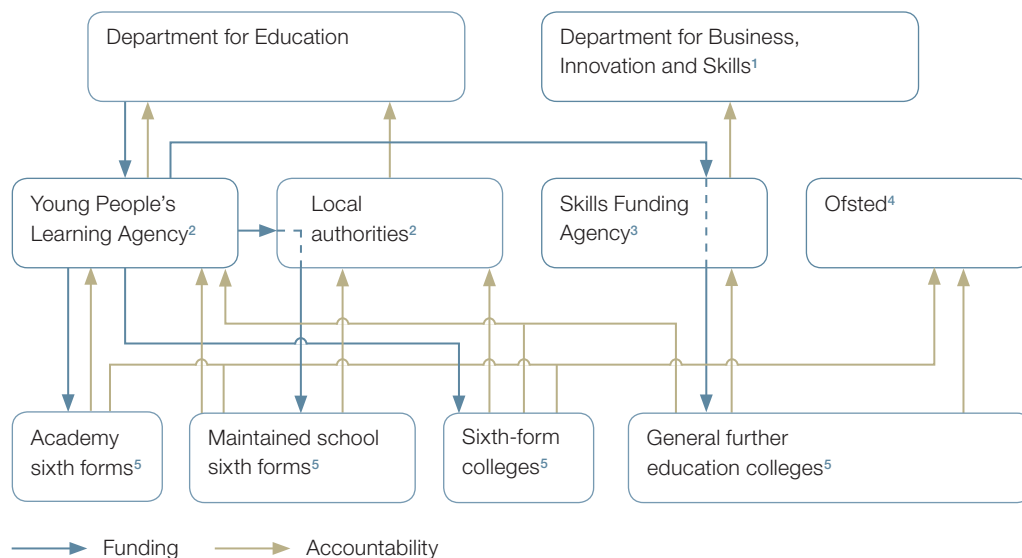 Department for Education
Department for Business,
Innovation and Skills¹
Young People’s
Learning Agency²
Local
authorities²
Skills Funding
Agency³
Ofsted⁴
Academy
sixth forms⁵
Maintained school
sixth forms⁵
Sixth-form
colleges⁵
General further
education colleges⁵
Funding
Accountability